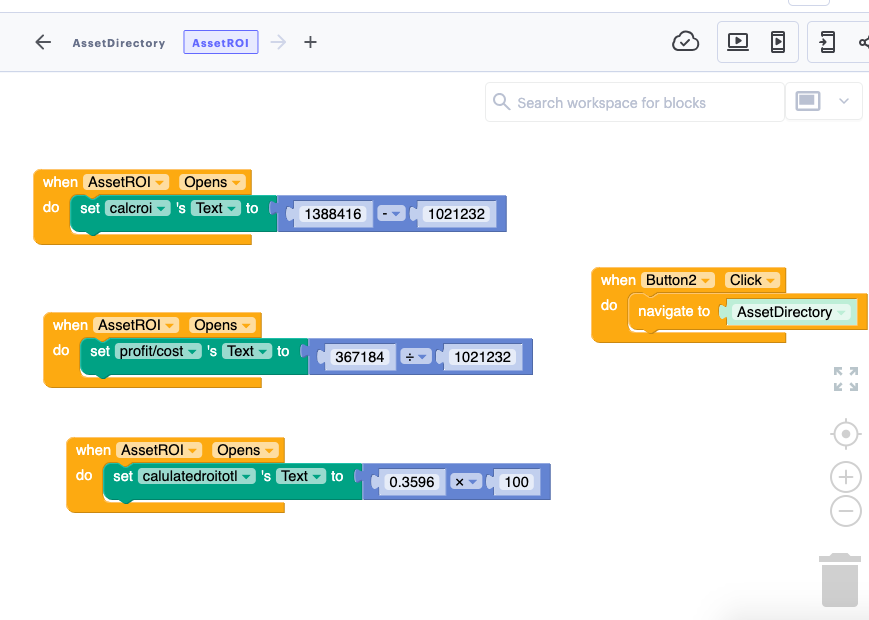 AssetDirectory AssetROI
Search workspace for blocks
when AssetROI Opens
do set calcroi 's Text to 1388416 - 1021232
when Button2 Click
do navigate to AssetDirectory
when AssetROI Opens
do set profit/cost 's Text to 367184 ÷ 1021232
when AssetROI Opens
do set calulatedroitotl 's Text to 0.3596 × 100